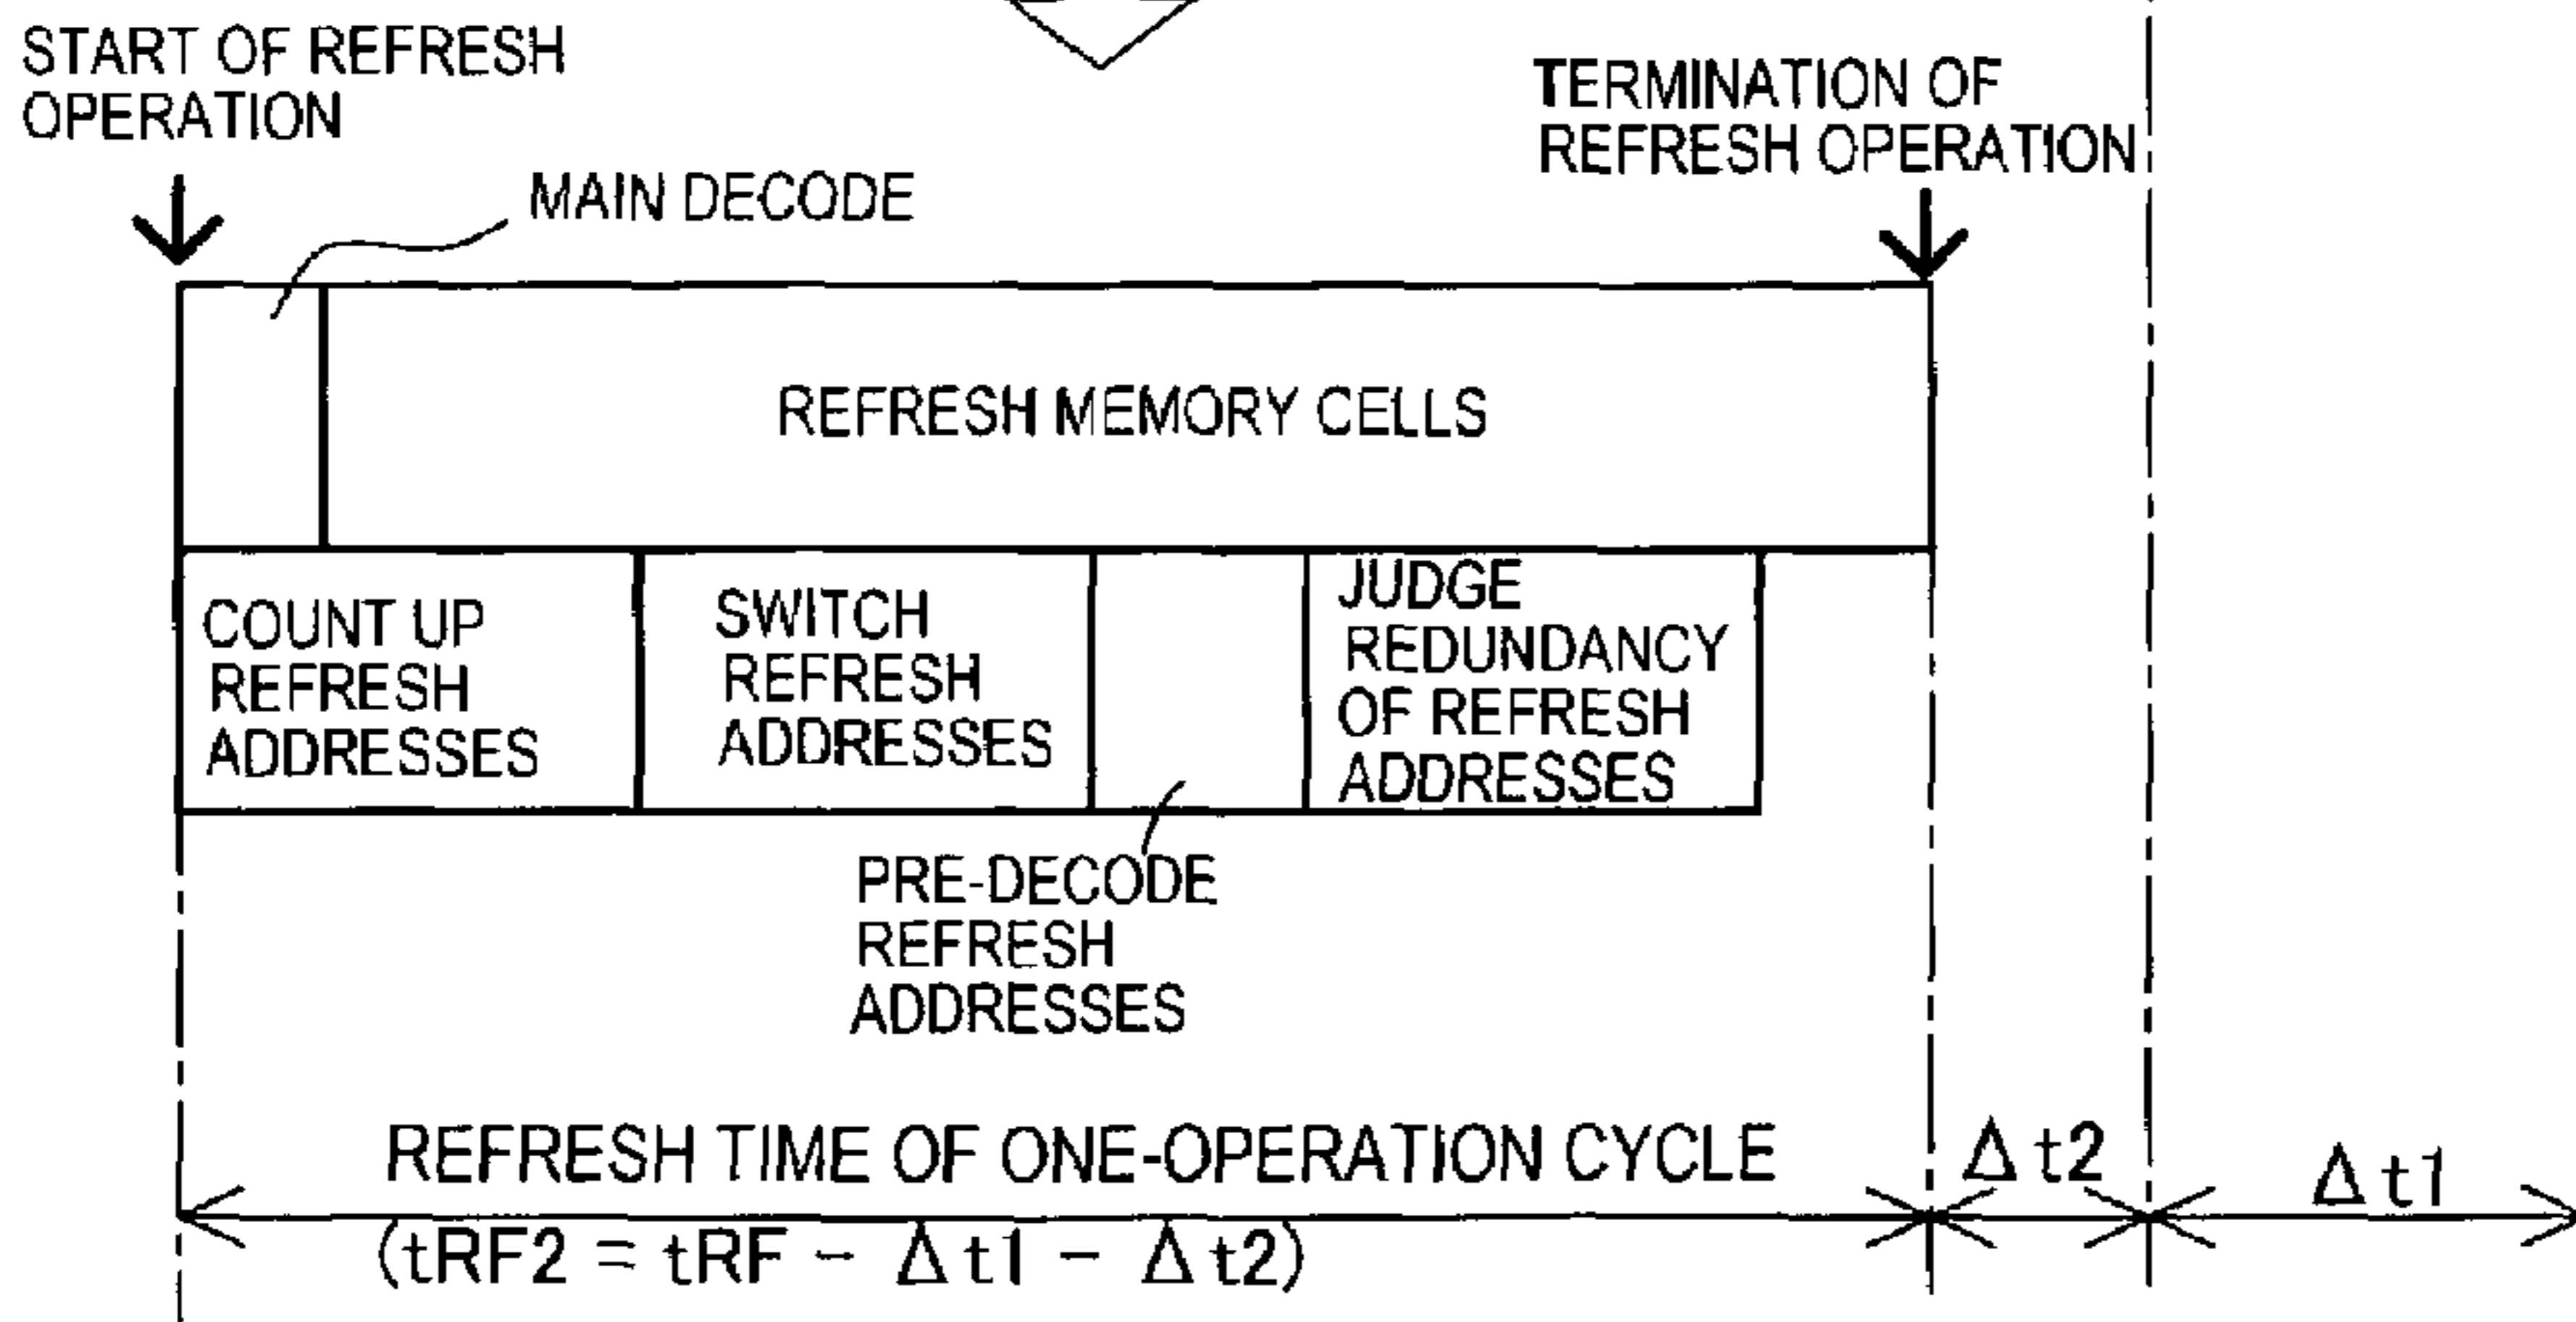 START OF REFRESH
OPERATION
TERMINATION OF
REFRESH OPERATION
MAIN DECODE
REFRESH MEMORY CELLS
COUNT UP
REFRESH
ADDRESSES
SWITCH
REFRESH
ADDRESSES
JUDGE
REDUNDANCY
OF REFRESH
ADDRESSES
PRE-DECODE
REFRESH
ADDRESSES
REFRESH TIME OF ONE-OPERATION CYCLE
(tRF2 = tRF - Δt1 - Δt2)
Δt2
Δt1